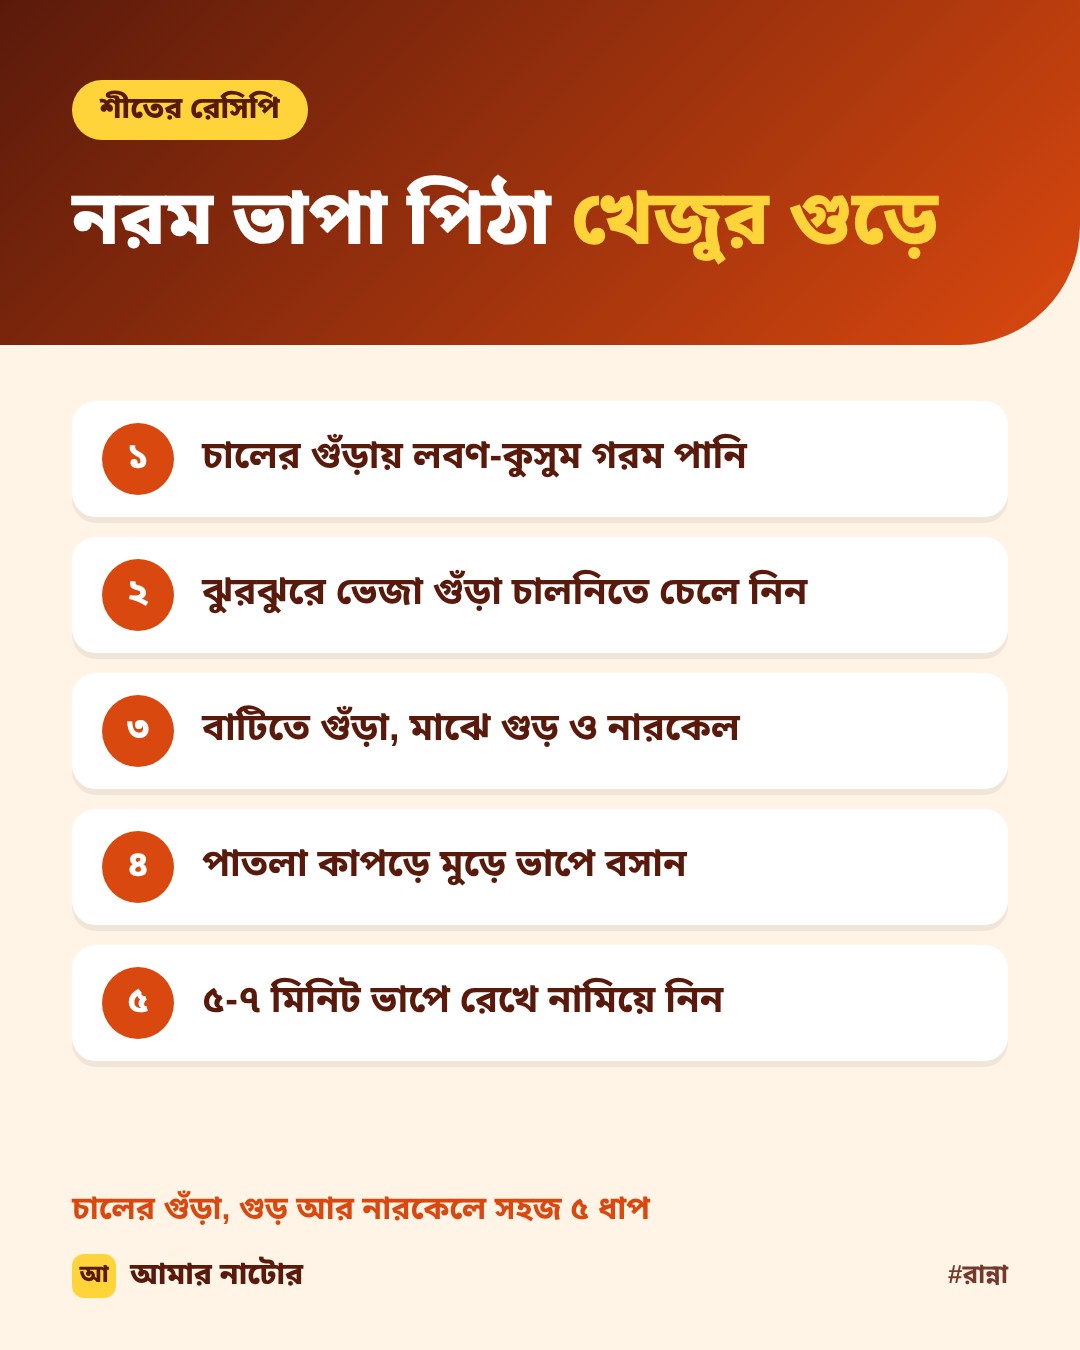 শীতের রেসিপি
নরম ভাপা পিঠা খেজুর গুড়ে
১ চালের গুঁড়ায় লবণ-কুসুম গরম পানি
২ ঝুরঝুরে ভেজা গুঁড়া চালনিতে চেলে নিন
৩ বাটিতে গুঁড়া, মাঝে গুড় ও নারকেল
৪ পাতলা কাপড়ে মুড়ে ভাপে বসান
৫ ৫-৭ মিনিট ভাপে রেখে নামিয়ে নিন
চালের গুঁড়া, গুড় আর নারকেলে সহজ ৫ ধাপ
আ আমার নাটোর #রান্না